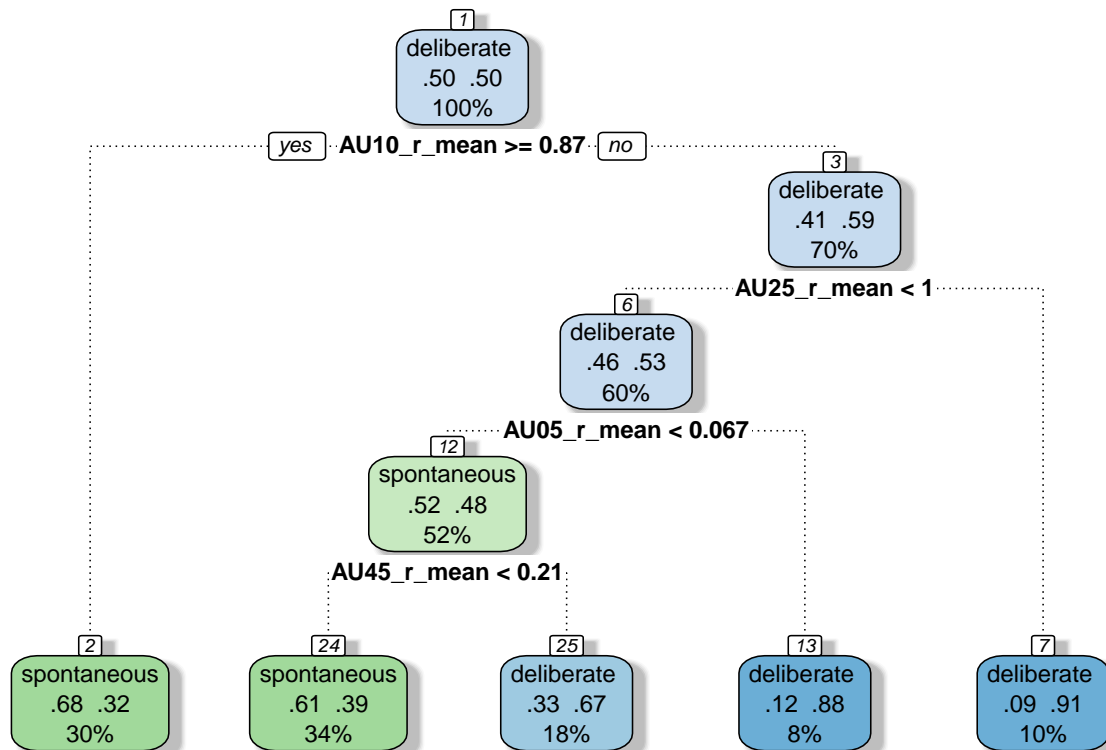 1
deliberate
.50 .50
100%
yes AU10_r_mean >= 0.87 no
3
deliberate
.41 .59
70%
AU25_r_mean < 1
6
deliberate
.46 .53
60%
AU05_r_mean < 0.067
12
spontaneous
.52 .48
52%
AU45_r_mean < 0.21
2
spontaneous
.68 .32
30%
24
spontaneous
.61 .39
34%
25
deliberate
.33 .67
18%
13
deliberate
.12 .88
8%
7
deliberate
.09 .91
10%